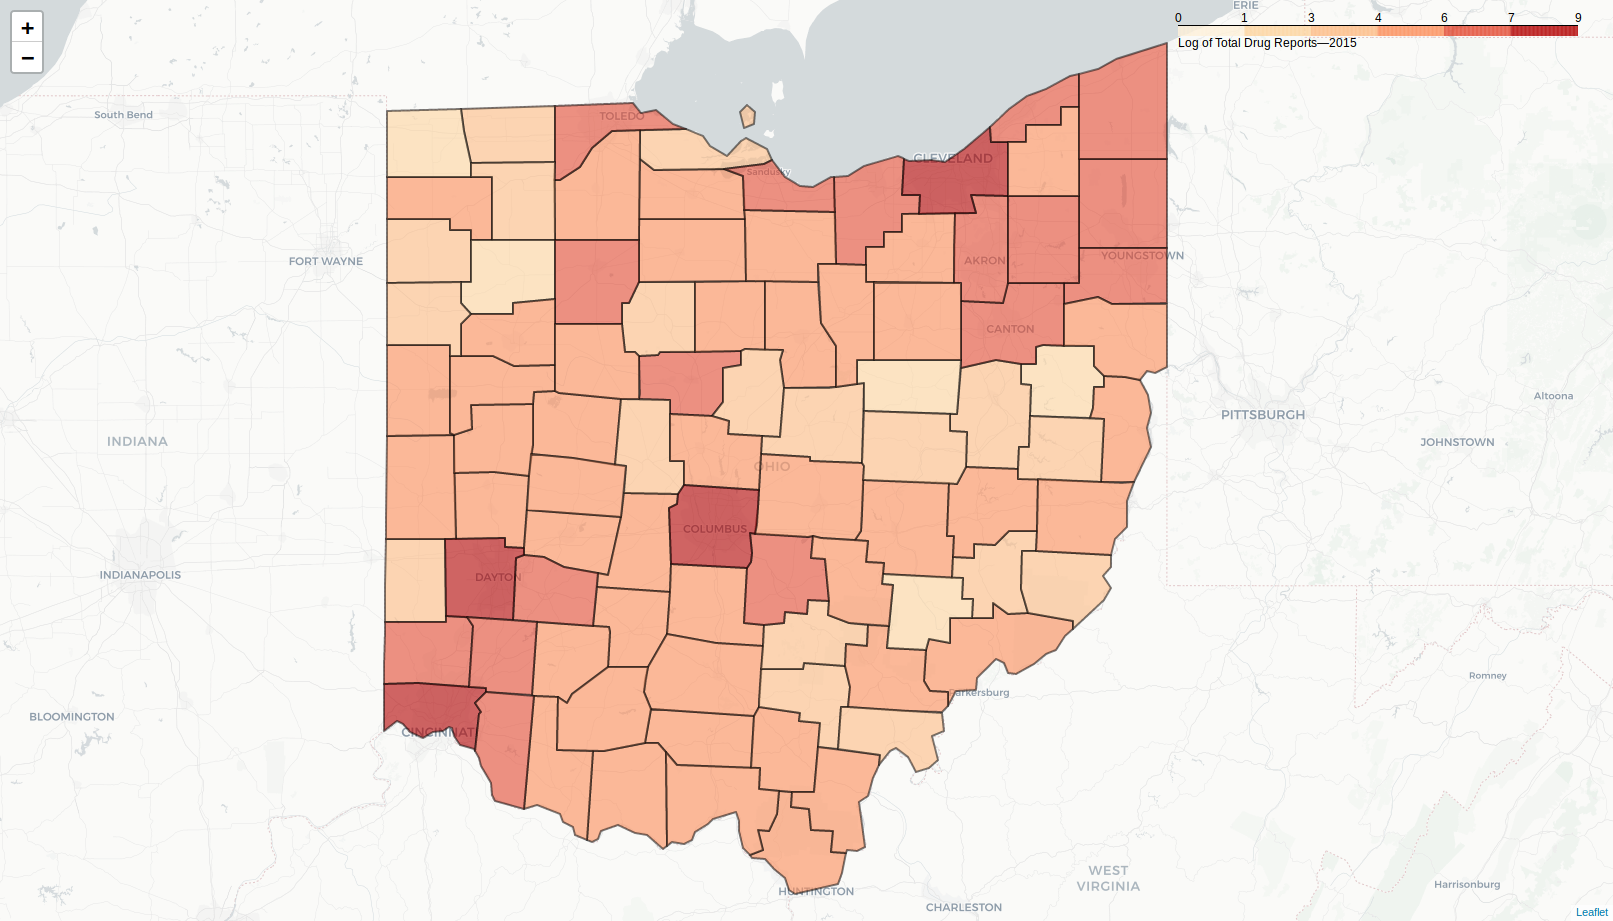 +
−
ERIE
0 1 3 4 6 7 9
Log of Total Drug Reports—2015
South Bend
TOLEDO
CLEVELAND
Sandusky
FORT WAYNE
AKRON
YOUNGSTOWN
CANTON
Altoona
PITTSBURGH
INDIANA
JOHNSTOWN
OHIO
COLUMBUS
INDIANAPOLIS
DAYTON
Romney
arkersburg
BLOOMINGTON
CINCINNAT
WEST
VIRGINIA
Harrisonburg
HUNTINGTON
CHARLESTON
Leaflet